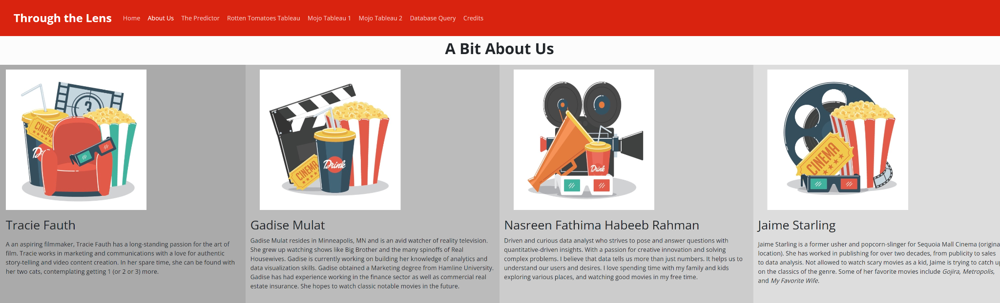 Through the Lens Home About Us The Predictor Rotten Tomatoes Tableau Mojo Tableau 1 Mojo Tableau 2 Database Query Credits
A Bit About Us
3
CINEM
Dr
Tracie Fauth
A an aspiring filmmaker, Tracie Fauth has a long-standing passion for the art of
film. Tracie works in marketing and communications with a love for authentic
story-telling and video content creation. In her spare time, she can be found with
her two cats, contemplating getting 1 (or 2 or 3) more.
CINEMA
Drink
Gadise Mulat
Gadise Mulat resides in Minneapolis, MN and is an avid watcher of reality television.
She grew up watching shows like Big Brother and the many spinoffs of Real
Housewives. Gadise is currently working on building her knowledge of analytics and
data visualization skills. Gadise obtained a Marketing degree from Hamline University.
Gadise has had experience working in the finance sector as well as commercial real
estate insurance. She hopes to watch classic notable movies in the future.
Drink
Nasreen Fathima Habeeb Rahman
Driven and curious data analyst who strives to pose and answer questions with
quantitative-driven insights. With a passion for creative innovation and solving
complex problems. I believe that data tells us more than just numbers. It helps us to
understand our users and desires. I love spending time with my family and kids
exploring various places, and watching good movies in my free time.
CINEMA
Jaime Starling
Jaime Starling is a former usher and popcorn-slinger for Sequoia Mall Cinema (origina
location). She has worked in publishing for over two decades, from publicity to sales
to data analysis. Not allowed to watch scary movies as a kid, Jaime is trying to catch u
on the classics of the genre. Some of her favorite movies include Gojira, Metropolis,
and My Favorite Wife.